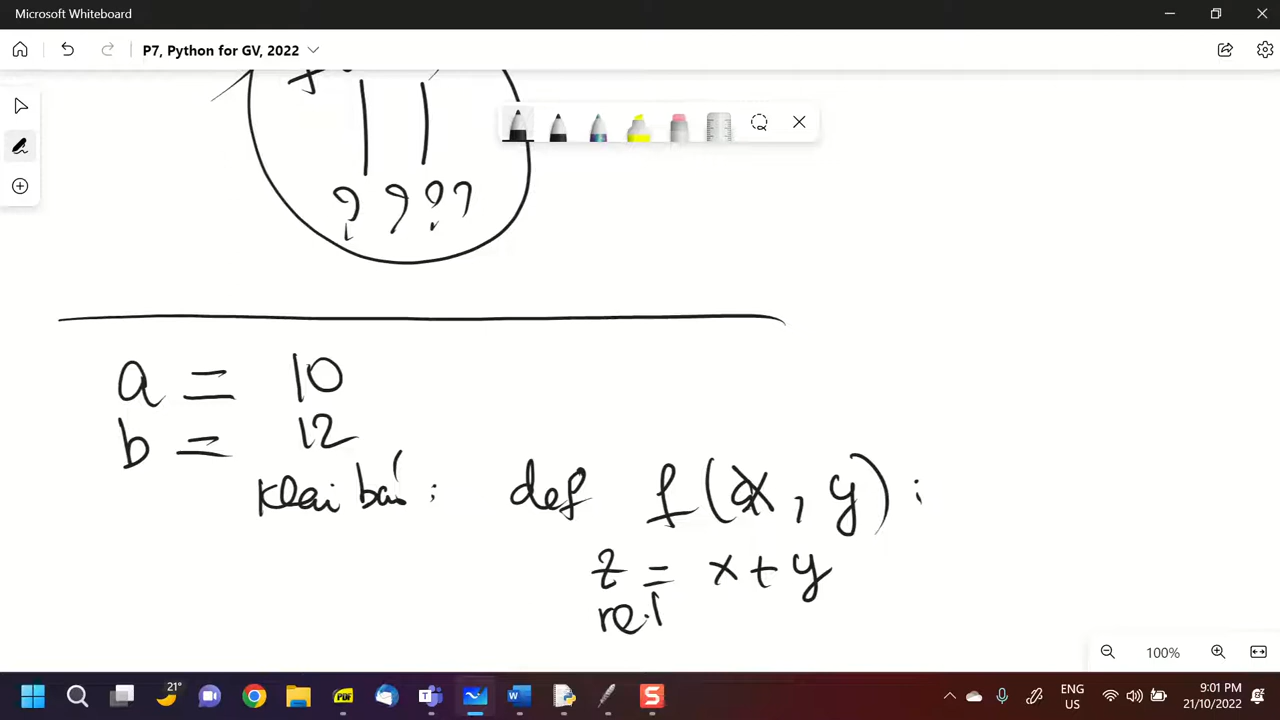 Microsoft Whiteboard
P7, Python for GV, 2022
? ? ? ?
a = 10
b = 12
Khai báo : def f(x, y) :
z = x + y
ret
100%
21°
ENG
US
9:01 PM
21/10/2022